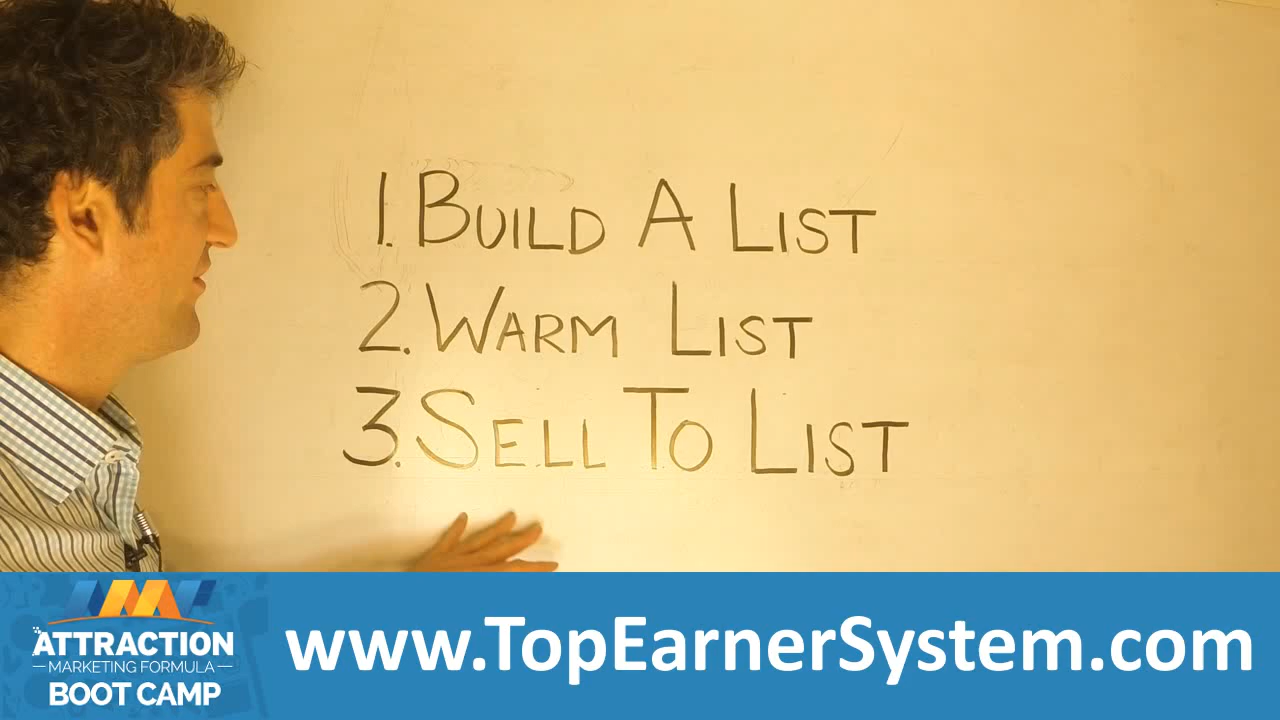 1. BUILD A LIST
2. WARM LIST
3. SELL TO LIST
ATTRACTION
MARKETING FORMULA
BOOT CAMP
www.TopEarnerSystem.com